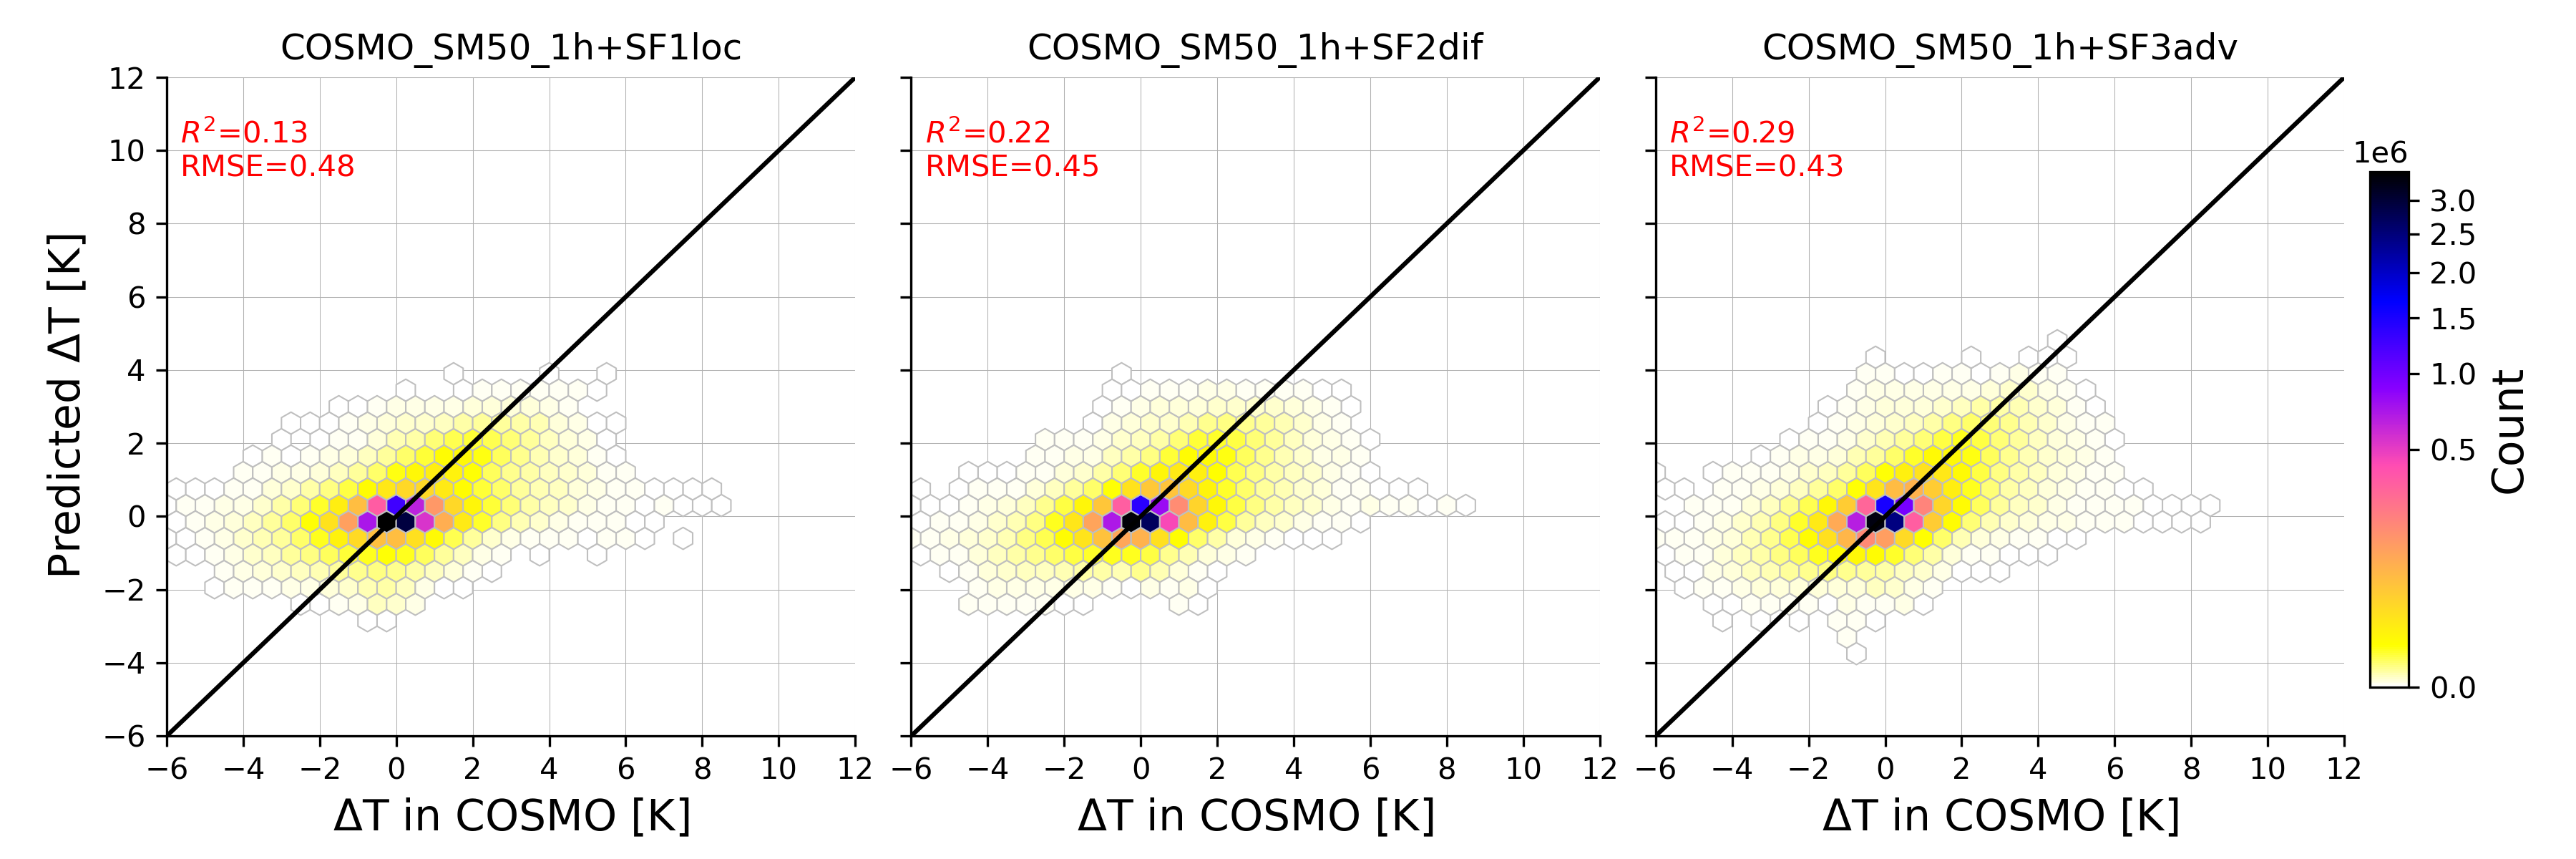 COSMO_SM50_1h+SF1loc
COSMO_SM50_1h+SF2dif
COSMO_SM50_1h+SF3adv
Predicted ΔT [K]
12
10
8
6
4
2
0
−2
−4
−6
R²=0.13
RMSE=0.48
R²=0.22
RMSE=0.45
R²=0.29
RMSE=0.43
−6 −4 −2 0 2 4 6 8 10 12
−6 −4 −2 0 2 4 6 8 10 12
−6 −4 −2 0 2 4 6 8 10 12
ΔT in COSMO [K]
ΔT in COSMO [K]
ΔT in COSMO [K]
1e6
3.0
2.5
2.0
1.5
1.0
0.5
0.0
Count